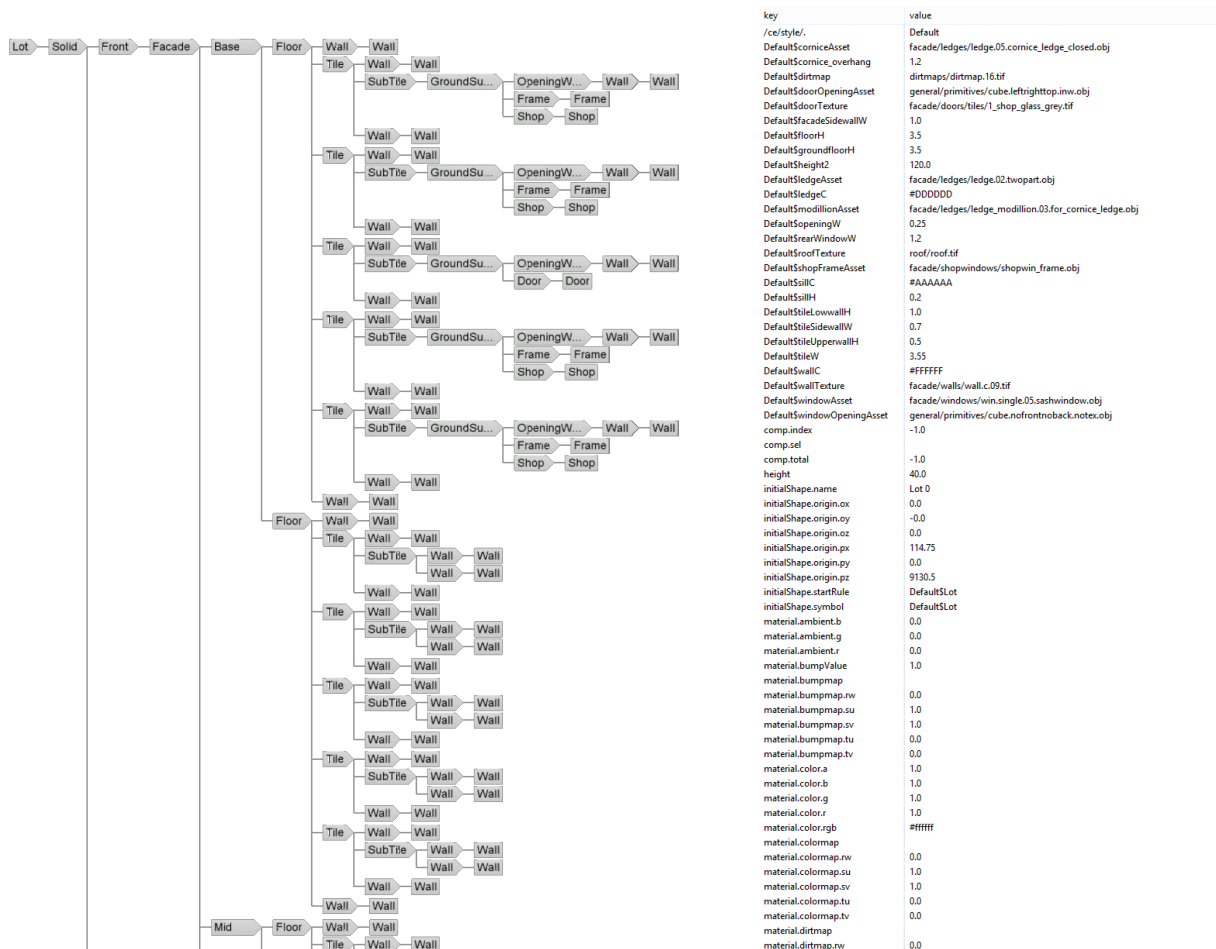 Lot Solid Front Facade Base Floor Wall Wall
Tile Wall Wall
SubTile GroundSu... OpeningW... Wall Wall
Frame Frame
Shop Shop
Wall Wall
Tile Wall Wall
SubTile GroundSu... OpeningW... Wall Wall
Frame Frame
Shop Shop
Wall Wall
Tile Wall Wall
SubTile GroundSu... OpeningW... Wall Wall
Door Door
Wall Wall
Tile Wall Wall
SubTile GroundSu... OpeningW... Wall Wall
Frame Frame
Shop Shop
Wall Wall
Tile Wall Wall
SubTile GroundSu... OpeningW... Wall Wall
Frame Frame
Shop Shop
Wall Wall
Wall Wall
Floor Wall Wall
Tile Wall Wall
SubTile Wall Wall
Wall Wall
Wall Wall
Tile Wall Wall
SubTile Wall Wall
Wall Wall
Wall Wall
Tile Wall Wall
SubTile Wall Wall
Wall Wall
Wall Wall
Tile Wall Wall
SubTile Wall Wall
Wall Wall
Wall Wall
Tile Wall Wall
SubTile Wall Wall
Wall Wall
Wall Wall
Wall Wall
Mid Floor Wall Wall
Tile Wall Wall
key value
/ce/style/. Default
Default$corniceAsset facade/ledges/ledge.05.cornice_ledge_closed.obj
Default$cornice_overhang 1.2
Default$dirtmap dirtmaps/dirtmap.16.tif
Default$doorOpeningAsset general/primitives/cube.leftrighttop.inw.obj
Default$doorTexture facade/doors/tiles/1_shop_glass_grey.tif
Default$facadeSidewallW 1.0
Default$floorH 3.5
Default$groundfloorH 3.5
Default$height2 120.0
Default$ledgeAsset facade/ledges/ledge.02.twopart.obj
Default$ledgeC #DDDDDD
Default$modillionAsset facade/ledges/ledge_modillion.03.for_cornice_ledge.obj
Default$openingW 0.25
Default$rearWindowW 1.2
Default$roofTexture roof/roof.tif
Default$shopFrameAsset facade/shopwindows/shopwin_frame.obj
Default$sillC #AAAAAA
Default$sillH 0.2
Default$tileLowwallH 1.0
Default$tileSidewallW 0.7
Default$tileUpperwallH 0.5
Default$tileW 3.55
Default$wallC #FFFFFF
Default$wallTexture facade/walls/wall.c.09.tif
Default$windowAsset facade/windows/win.single.05.sashwindow.obj
Default$windowOpeningAsset general/primitives/cube.nofrontnoback.notex.obj
comp.index -1.0
comp.sel
comp.total -1.0
height 40.0
initialShape.name Lot 0
initialShape.origin.ox 0.0
initialShape.origin.oy -0.0
initialShape.origin.oz 0.0
initialShape.origin.px 114.75
initialShape.origin.py 0.0
initialShape.origin.pz 9130.5
initialShape.startRule Default$Lot
initialShape.symbol Default$Lot
material.ambient.b 0.0
material.ambient.g 0.0
material.ambient.r 0.0
material.bumpValue 1.0
material.bumpmap
material.bumpmap.rw 0.0
material.bumpmap.su 1.0
material.bumpmap.sv 1.0
material.bumpmap.tu 0.0
material.bumpmap.tv 0.0
material.color.a 1.0
material.color.b 1.0
material.color.g 1.0
material.color.r 1.0
material.color.rgb #ffffff
material.colormap
material.colormap.rw 0.0
material.colormap.su 1.0
material.colormap.sv 1.0
material.colormap.tu 0.0
material.colormap.tv 0.0
material.dirtmap
material.dirtmap.rw 0.0